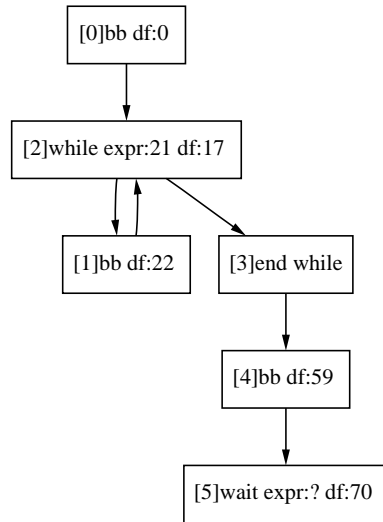 [0]bb df:0
[2]while expr:21 df:17
[1]bb df:22
[3]end while
[4]bb df:59
[5]wait expr:? df:70